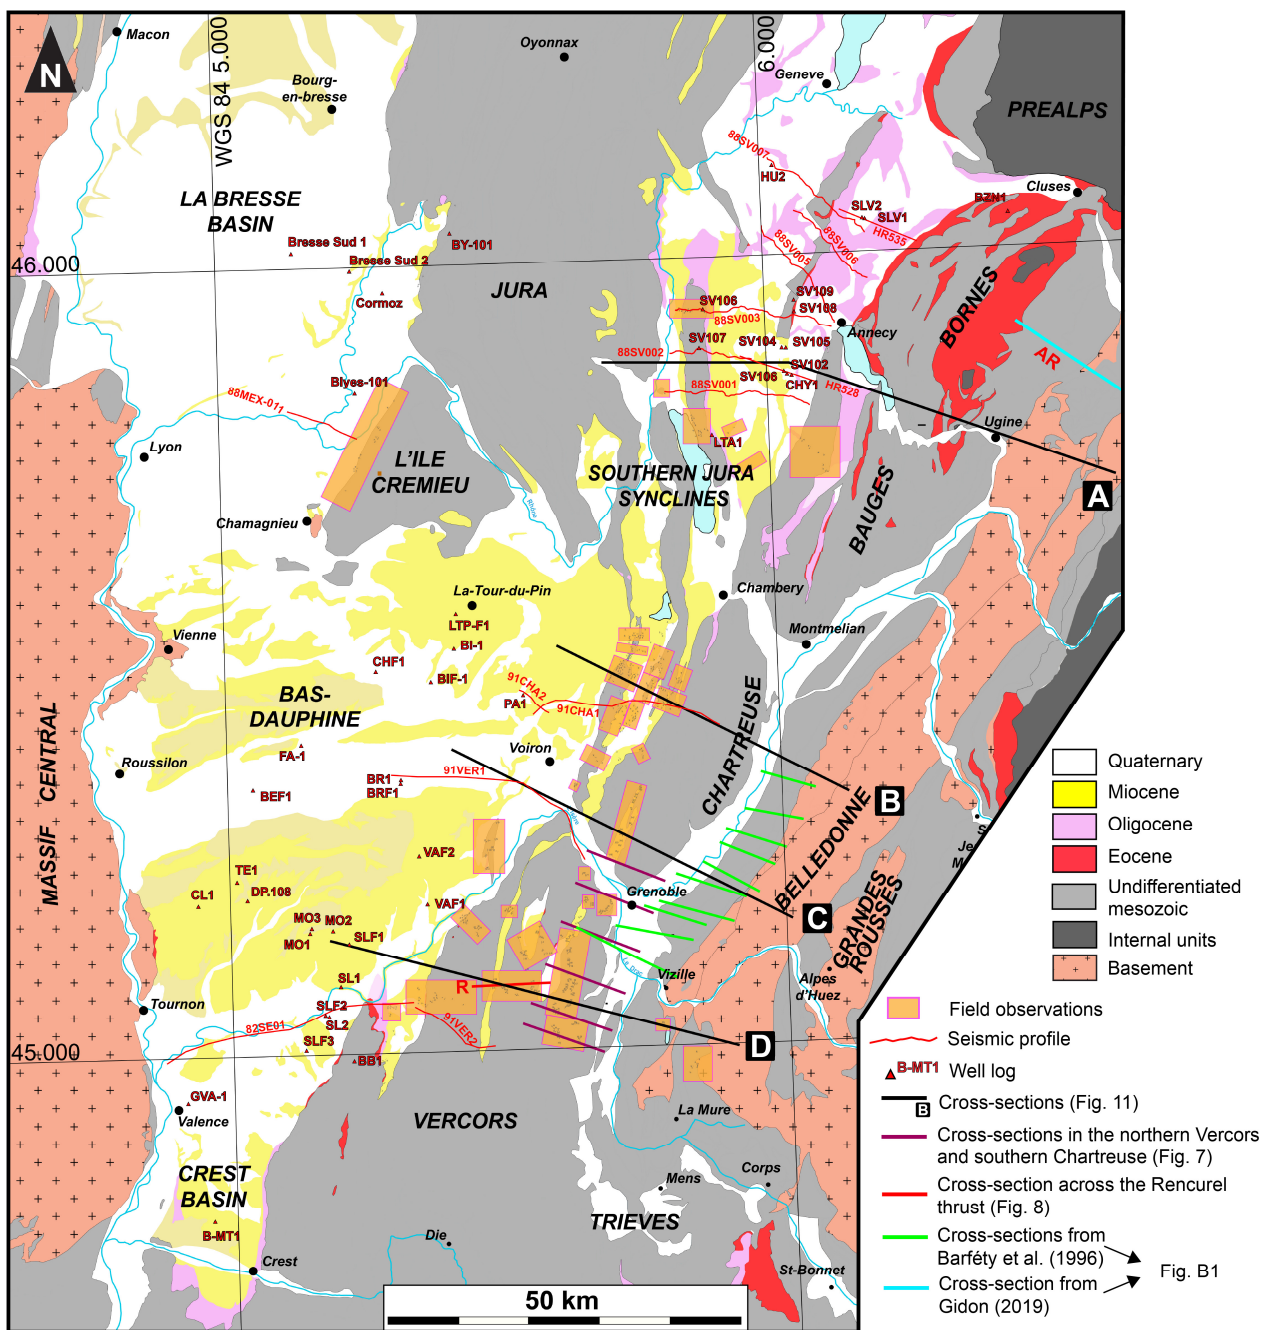 N
Macon
WGS 84 5.000
6.000
Oyonnax
Geneve
Bourg-
en-bresse
PREALPS
88SV007
HU2
Cluses
BZN1
SLV2
SLV1
HR535
LA BRESSE
BASIN
Bresse Sud 1
BY-101
88SV005
88SV006
46.000
Bresse Sud 2
Cormoz
JURA
SV109
SV106
SV108
88SV003
Annecy
BORNES
AR
SV107
SV104
SV105
88SV002
SV102
SV106
CHY1
HR528
88SV001
Blyes-101
88MEX-011
Ugine
Lyon
LTA1
L'ILE
CREMIEU
SOUTHERN JURA
SYNCLINES
A
Rhône
BAUGES
Chamagnieu
La-Tour-du-Pin
Chambery
LTP-F1
Montmelian
Vienne
BI-1
CHF1
BIF-1
91CHA2
PA1
91CHA1
BAS-
DAUPHINE
CHARTREUSE
MASSIF CENTRAL
FA-1
Voiron
Roussilon
91VER1
BR1
BRF1
BEF1
B
BELLEDONNE
VAF2
TE1
DP.108
CL1
VAF1
Grenoble
GRANDES
ROUSSES
C
MO3
MO2
MO1
SLF1
Vizille
Alpes
d'Huez
SL1
R
Tournon
SLF2
SL2
82SE01
91VER2
SLF3
D
45.000
BB1
GVA-1
Valence
VERCORS
La Mure
CREST
BASIN
Corps
Mens
TRIEVES
B-MT1
Die
Crest
St-Bonnet
50 km
Quaternary
Miocene
Oligocene
Eocene
Undifferentiated
mesozoic
Internal units
Basement
Field observations
Seismic profile
B-MT1
Well log
B
Cross-sections (Fig. 11)
Cross-sections in the northern Vercors
and southern Chartreuse (Fig. 7)
Cross-section across the Rencurel
thrust (Fig. 8)
Cross-sections from
Barféty et al. (1996)
Fig. B1
Cross-section from
Gidon (2019)